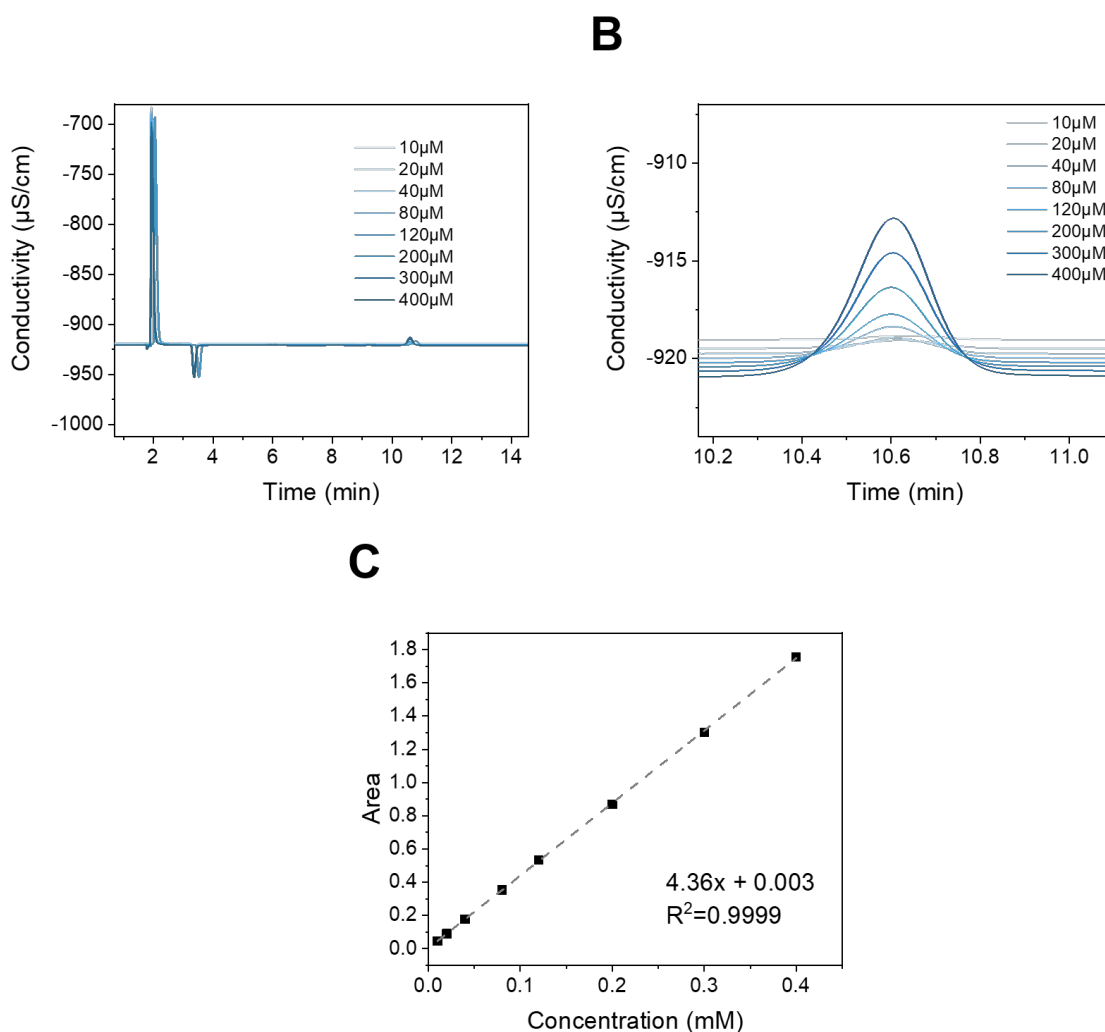 B
-700
-750
-800
-850
-900
-950
-1000
Conductivity (µS/cm)
10µM
20µM
40µM
80µM
120µM
200µM
300µM
400µM
2
4
6
8
10
12
14
Time (min)
-910
-915
-920
Conductivity (µS/cm)
10µM
20µM
40µM
80µM
120µM
200µM
300µM
400µM
10.2
10.4
10.6
10.8
11.0
Time (min)
C
1.8
1.6
1.4
1.2
1.0
0.8
0.6
0.4
0.2
0.0
Area
4.36x + 0.003
R²=0.9999
0.0
0.1
0.2
0.3
0.4
Concentration (mM)